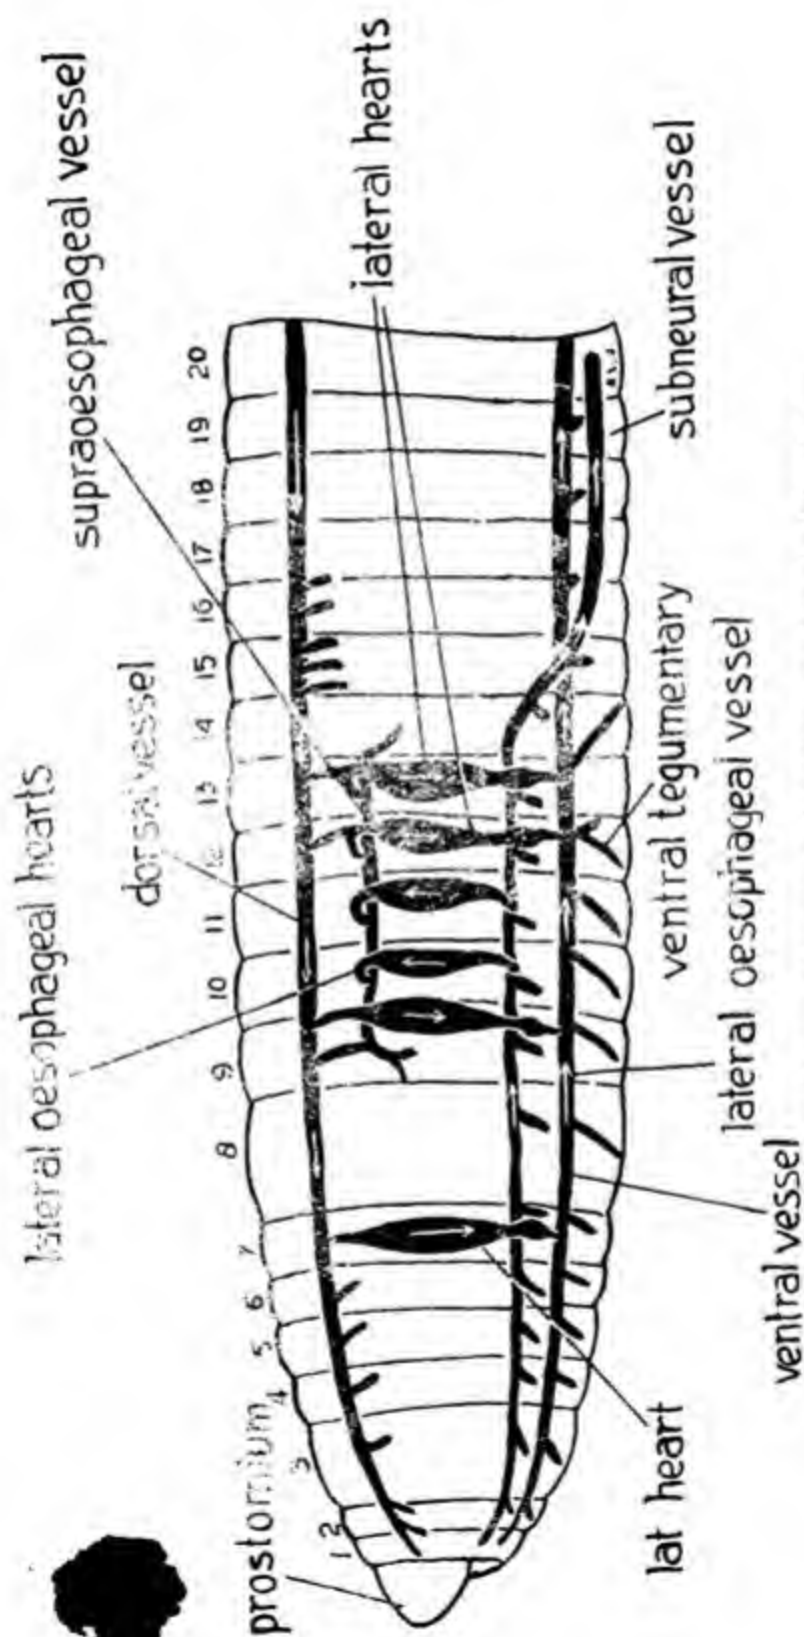 supraoesophageal vessel
lateral oesophageal hearts
dorsal vessel
lateral hearts
prostomium
1 2 3 4 5 6 7 8 9 10 11 12 13 14 15 16 17 18 19 20
subneural vessel
ventral tegumentary
lateral oesophageal vessel
ventral vessel
lat heart